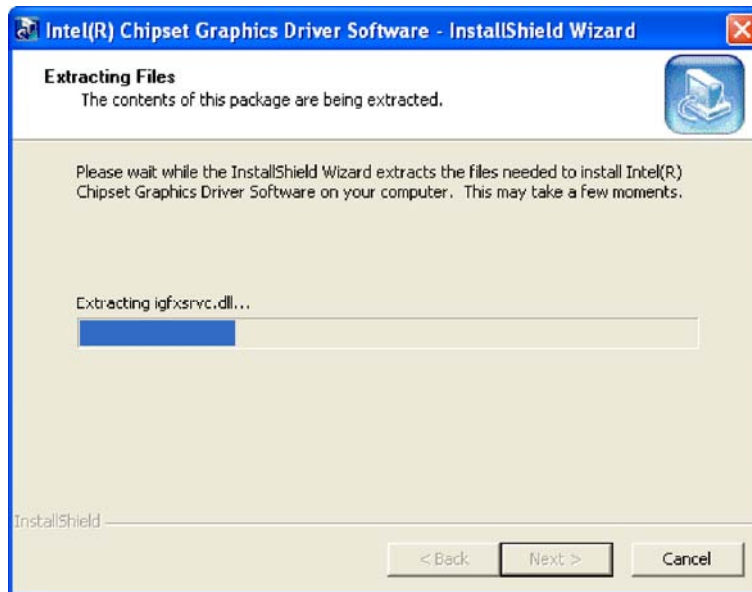 Intel(R) Chipset Graphics Driver Software - InstallShield Wizard
Extracting Files
The contents of this package are being extracted.
Please wait while the InstallShield Wizard extracts the files needed to install Intel(R)
Chipset Graphics Driver Software on your computer.  This may take a few moments.
Extracting igfxsrvc.dll...
InstallShield
< Back Next > Cancel